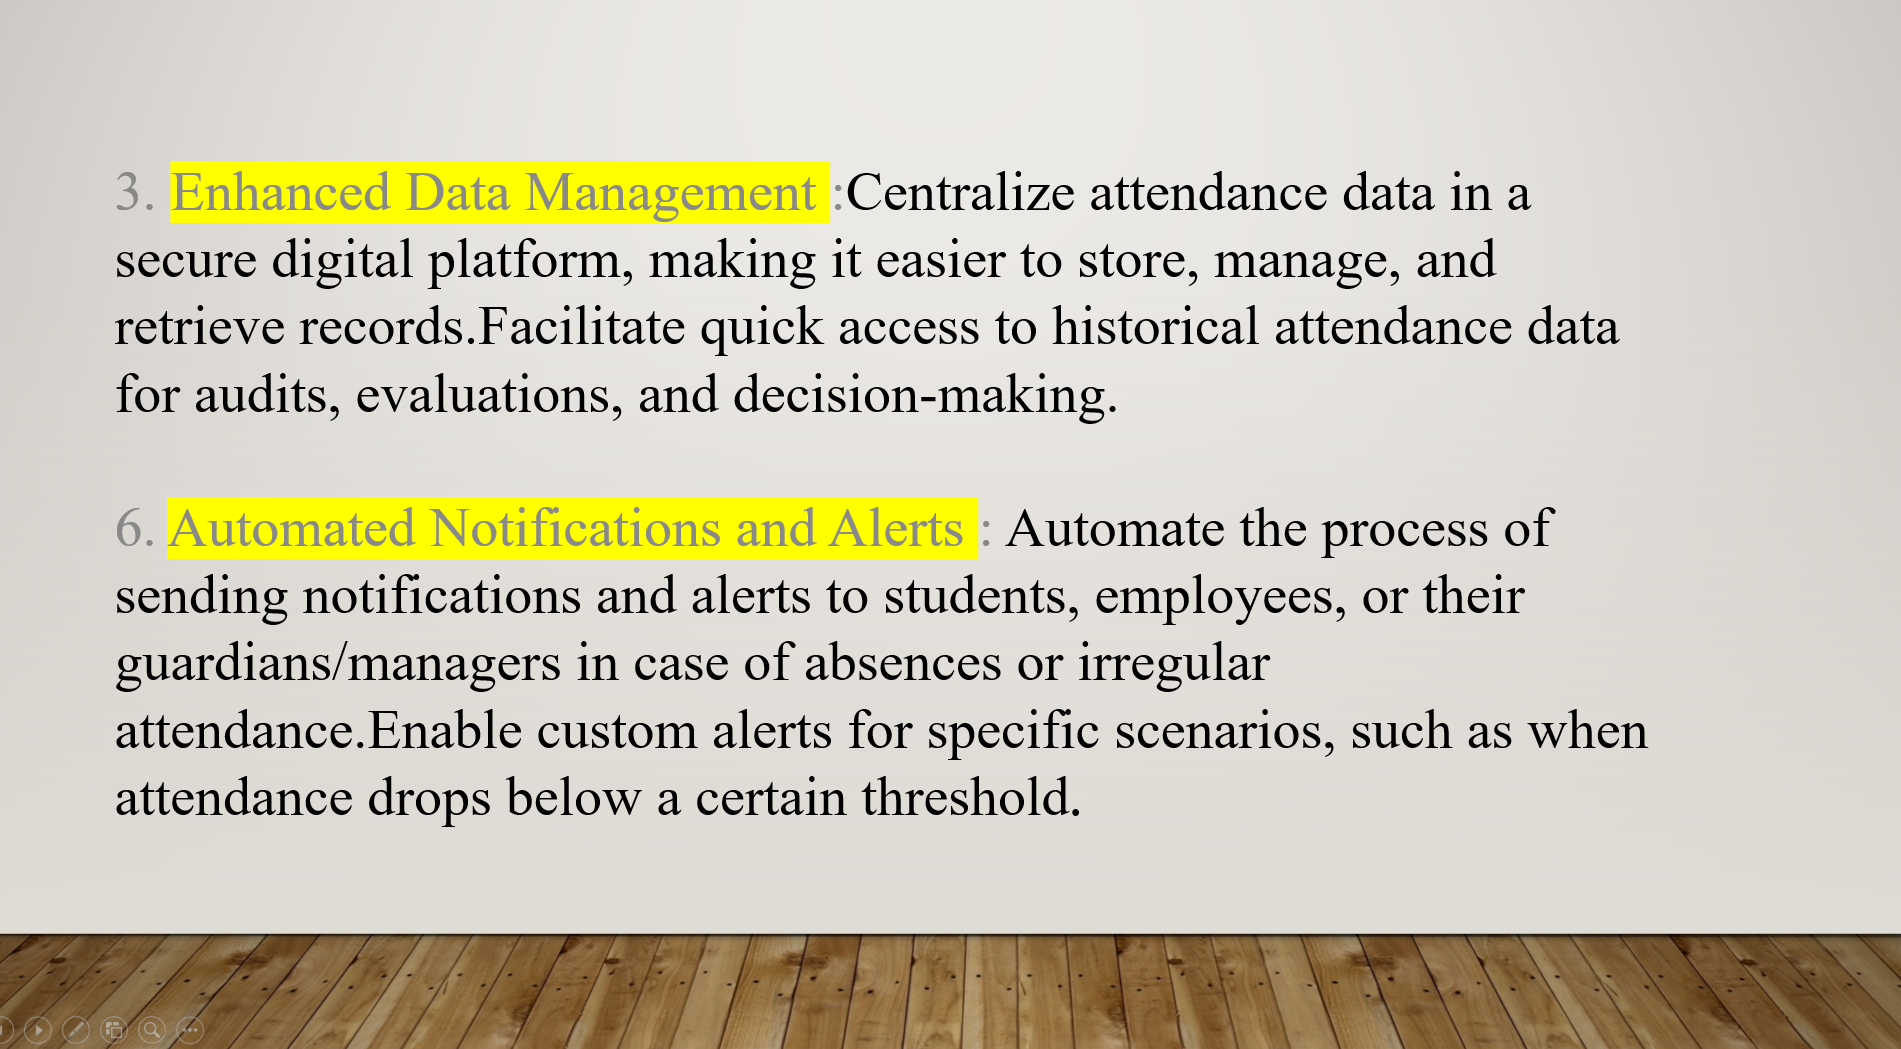 3. Enhanced Data Management :Centralize attendance data in a
secure digital platform, making it easier to store, manage, and
retrieve records.Facilitate quick access to historical attendance data
for audits, evaluations, and decision-making.
6. Automated Notifications and Alerts : Automate the process of
sending notifications and alerts to students, employees, or their
guardians/managers in case of absences or irregular
attendance.Enable custom alerts for specific scenarios, such as when
attendance drops below a certain threshold.